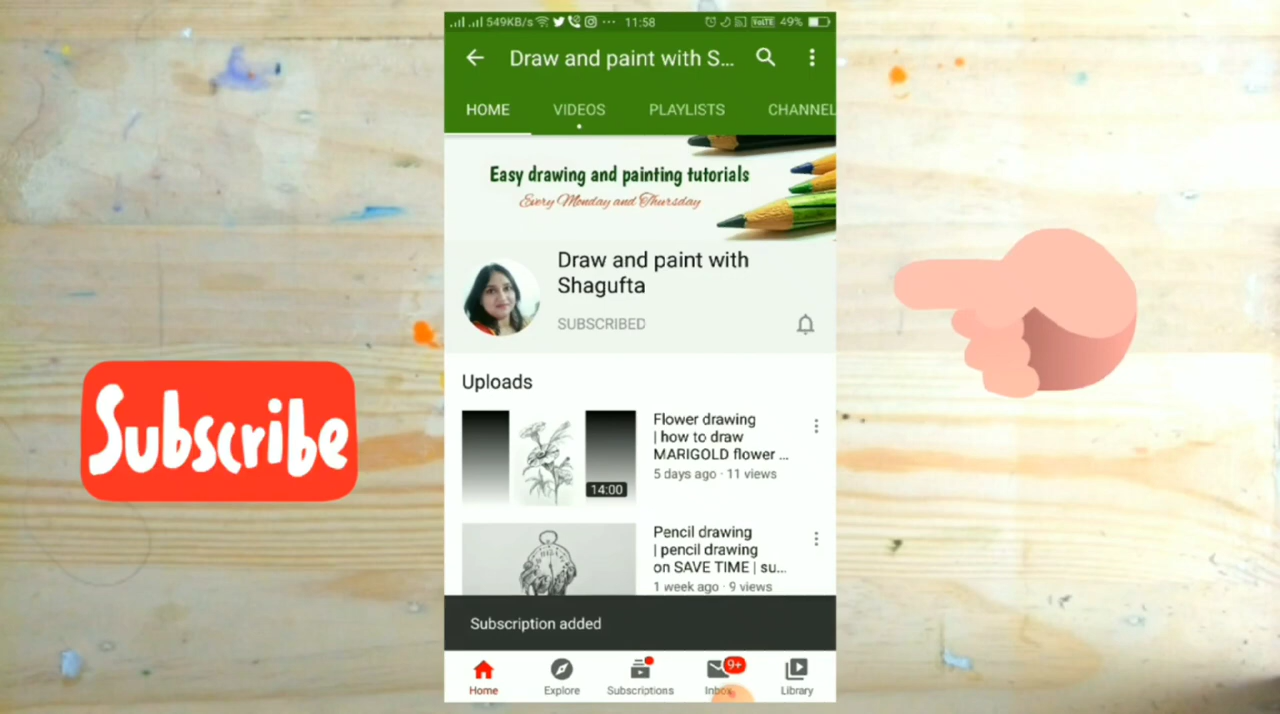 549KB/s
11:58
VoLTE
49%
Draw and paint with S...
HOME
VIDEOS
PLAYLISTS
CHANNEL
Easy drawing and painting tutorials
Every Monday and Thursday
Draw and paint with
Shagufta
SUBSCRIBED
Subscribe
Uploads
Flower drawing
| how to draw
MARIGOLD flower ...
5 days ago · 11 views
14:00
Pencil drawing
| pencil drawing
on SAVE TIME | su...
1 week ago · 9 views
Subscription added
9+
Home
Explore
Subscriptions
Inbox
Library